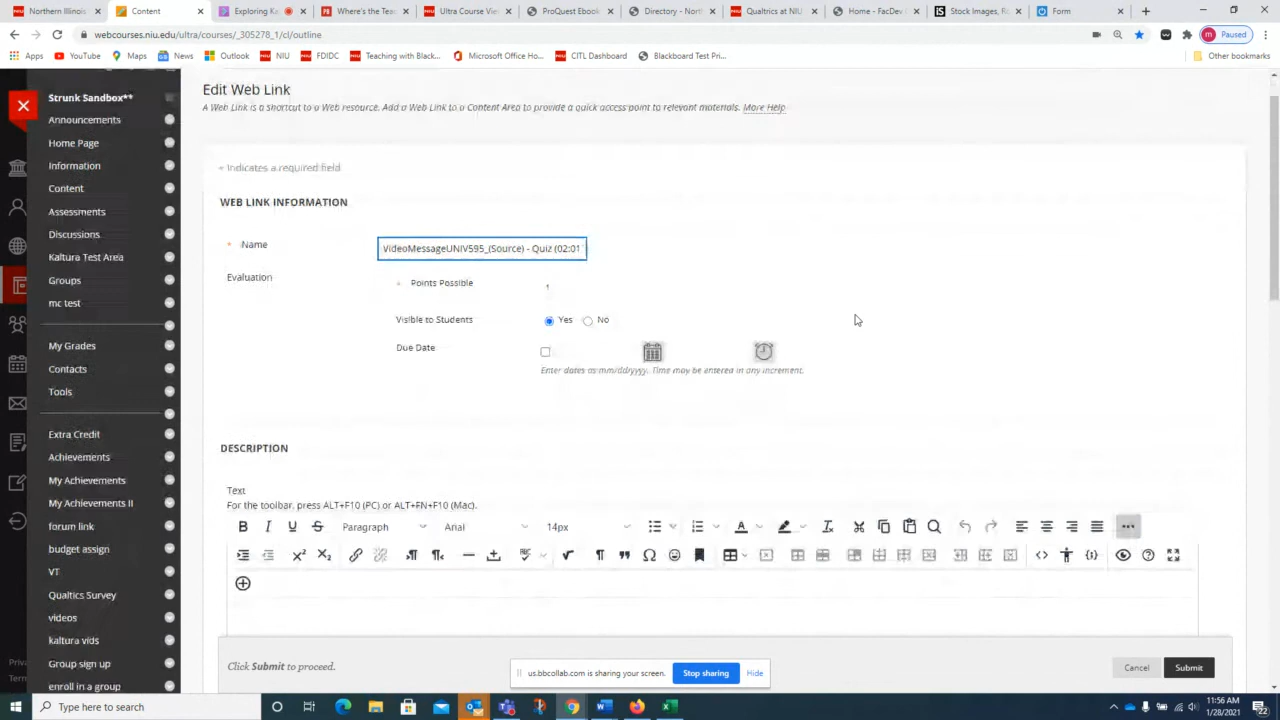 Northern Illinois
Content
Exploring Ka
Where's the Tea
Ultra Course View
ProQuest Ebook
Directory - North
Qualtrics at NIU
Home - FacDev
Stock Images, R
Form
webcourses.niu.edu/ultra/courses/_305278_1/cl/outline
m Paused
Apps YouTube Maps News Outlook NIU FDIDC Teaching with Black... Microsoft Office Ho... CITL Dashboard Blackboard Test Pri... Other bookmarks
Strunk Sandbox**
Announcements
Home Page
Information
Content
Assessments
Discussions
Kaltura Test Area
Groups
mc test
My Grades
Contacts
Tools
Extra Credit
Achievements
My Achievements
My Achievements II
forum link
budget assign
VT
Qualtics Survey
videos
kaltura vids
Group sign up
enroll in a group
Priva
Term
Edit Web Link
A Web Link is a shortcut to a Web resource. Add a Web Link to a Content Area to provide a quick access point to relevant materials. More Help
* Indicates a required field
WEB LINK INFORMATION
* Name VideoMessageUNIV595_(Source) - Quiz (02:01
Evaluation
* Points Possible 1
Visible to Students Yes No
Due Date
Enter dates as mm/dd/yyyy. Time may be entered in any increment.
DESCRIPTION
Text
For the toolbar, press ALT+F10 (PC) or ALT+FN+F10 (Mac).
Paragraph Arial 14px
Click Submit to proceed.
us.bbcollab.com is sharing your screen. Stop sharing Hide
Cancel Submit
Type here to search
11:56 AM
1/28/2021
22